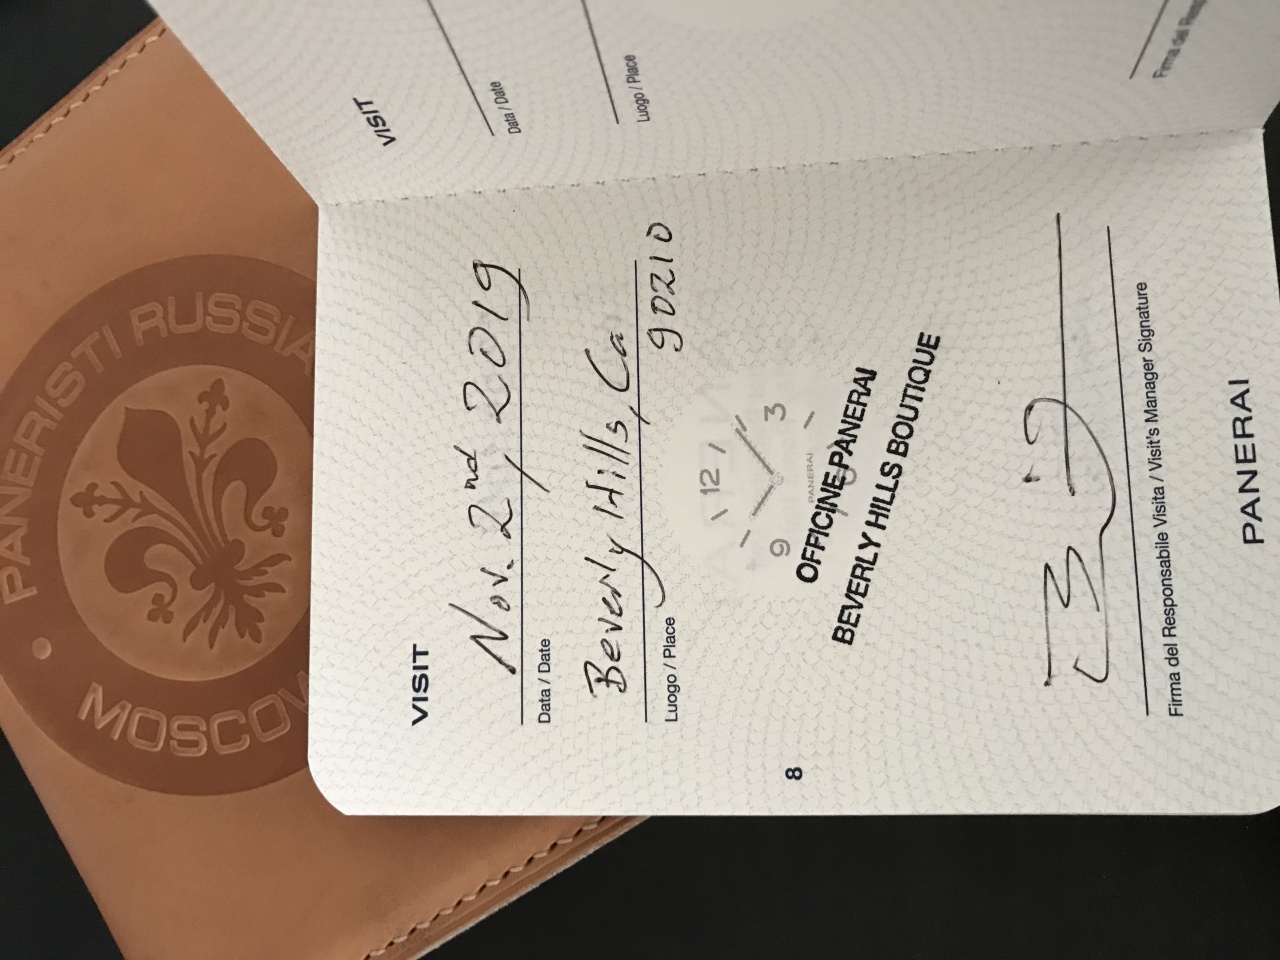 VISIT
Data / Date
Luogo / Place
VISIT
Nov. 2nd, 2019
Data / Date
Beverly Hills, Ca
90210
Luogo / Place
12
3
9
PANERAI
OFFICINE PANERAI
BEVERLY HILLS BOUTIQUE
Firma del Responsabile Visita / Visit's Manager Signature
8
PANERAI
PANERISTI RUSSIA
MOSCOW